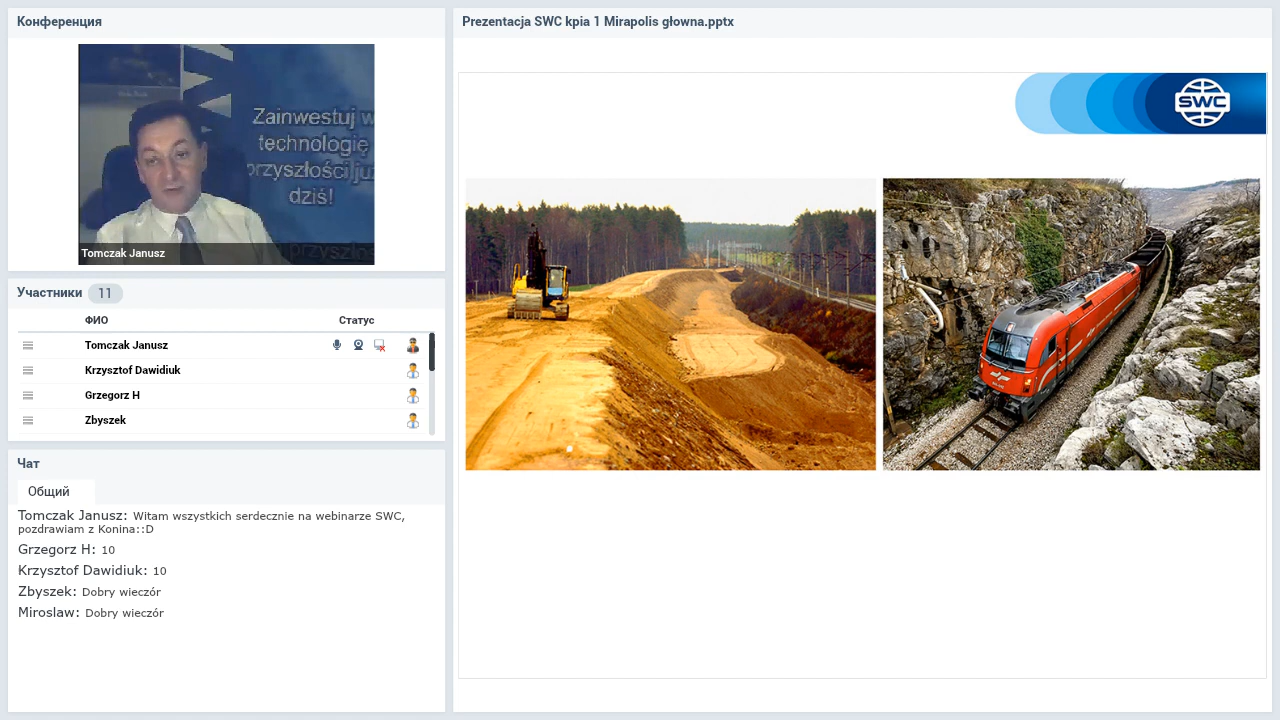 Конференция
Zainwestuj w
technologię
przyszłości już
dziś!
Tomczak Janusz
Участники 11
ФИО Статус
Tomczak Janusz
Krzysztof Dawidiuk
Grzegorz H
Zbyszek
Чат
Общий
Tomczak Janusz: Witam wszystkich serdecznie na webinarze SWC,
pozdrawiam z Konina::D
Grzegorz H: 10
Krzysztof Dawidiuk: 10
Zbyszek: Dobry wieczór
Miroslaw: Dobry wieczór
Prezentacja SWC kpia 1 Mirapolis głowna.pptx
SWC